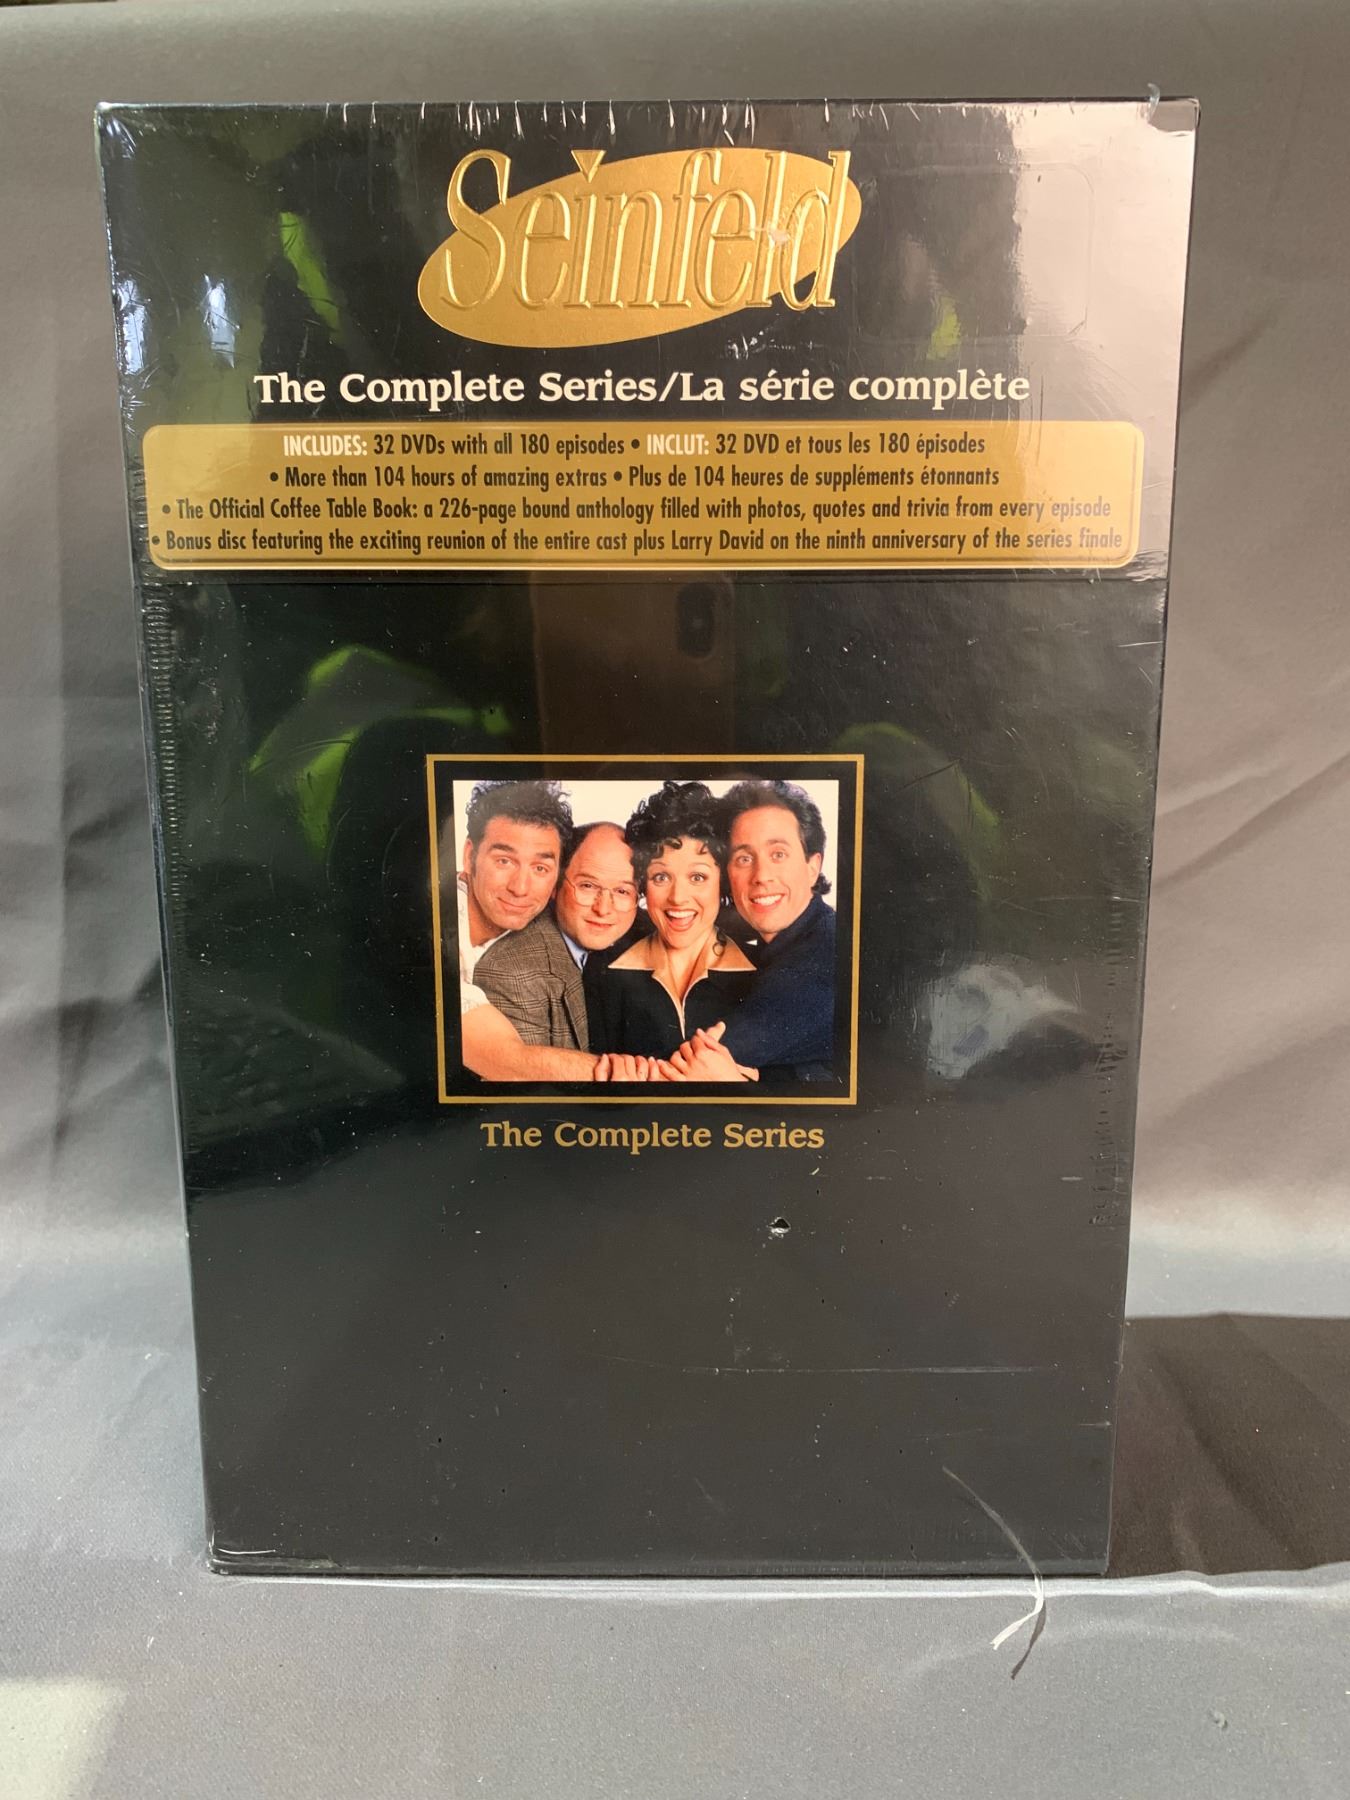 Seinfeld
The Complete Series/La série complète
INCLUDES: 32 DVDs with all 180 episodes • INCLUT: 32 DVD et tous les 180 épisodes
• More than 104 hours of amazing extras • Plus de 104 heures de suppléments étonnants
• The Official Coffee Table Book: a 226-page bound anthology filled with photos, quotes and trivia from every episode
• Bonus disc featuring the exciting reunion of the entire cast plus Larry David on the ninth anniversary of the series finale
The Complete Series